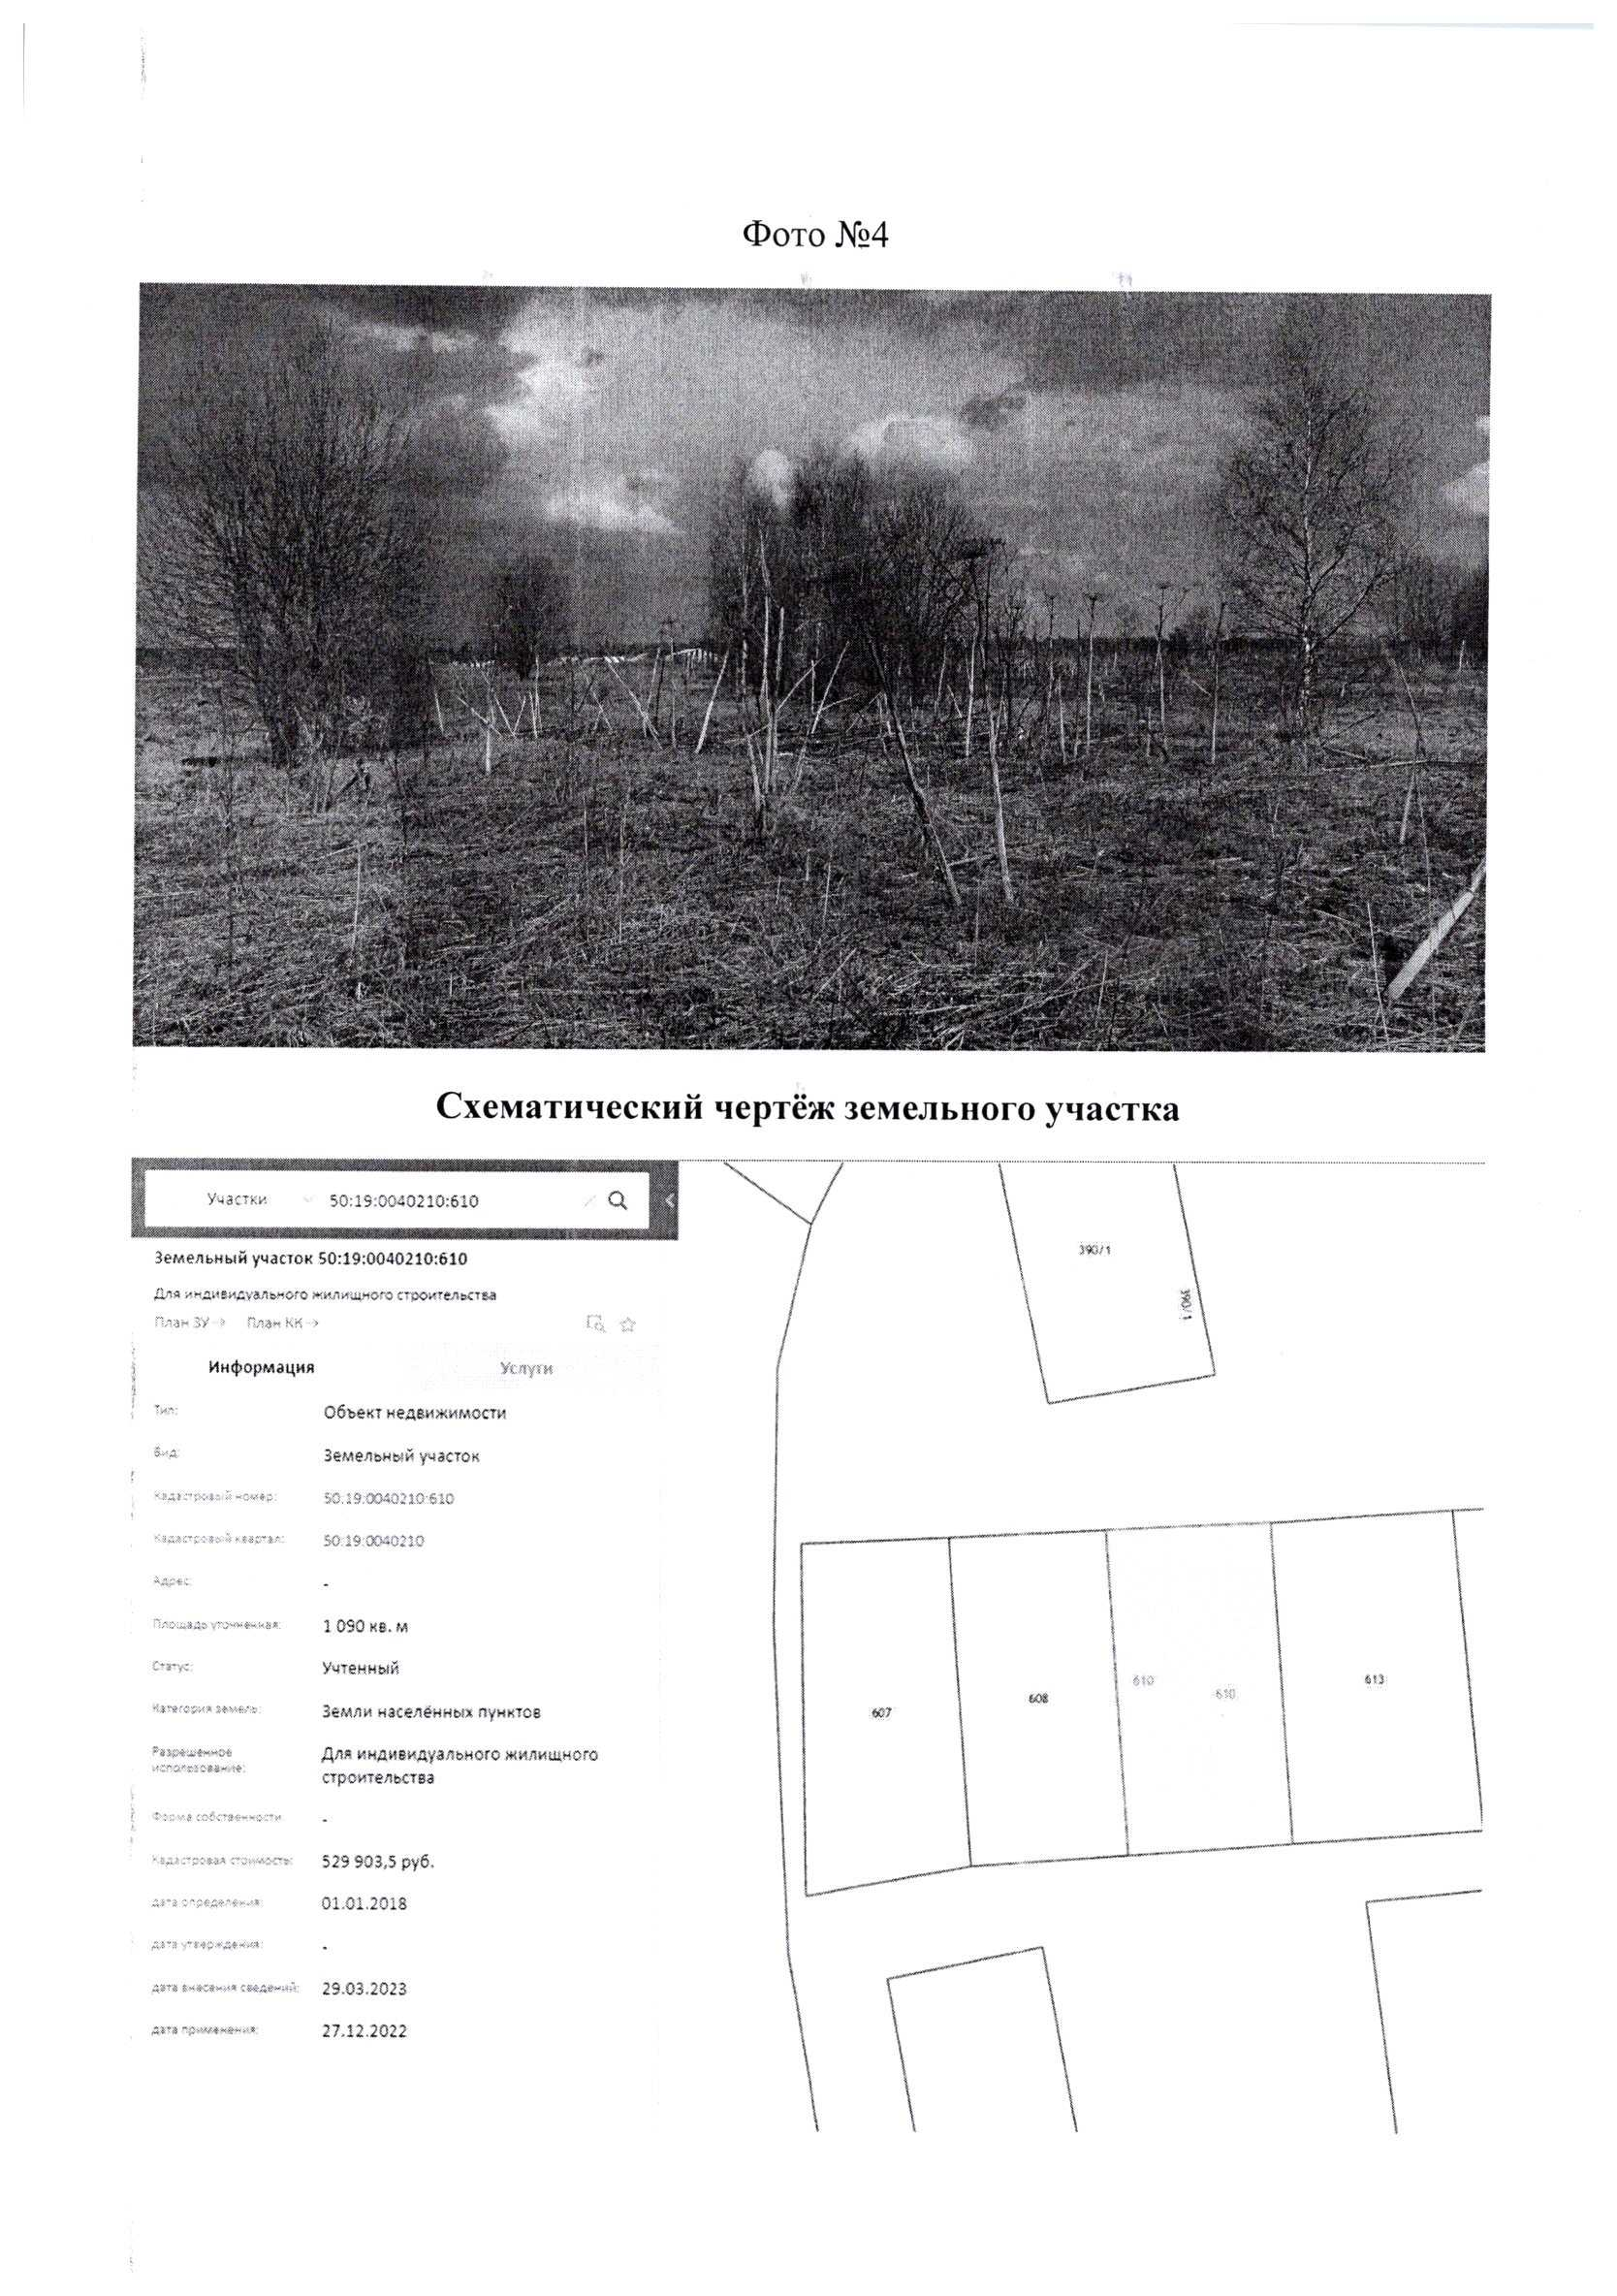 Фото №4
Схематический чертёж земельного участка
Участки 50:19:0040210:610
Земельный участок 50:19:0040210:610
Для индивидуального жилищного строительства
План ЗУ→ План КК→
Информация Услуги
Тип: Объект недвижимости
Вид: Земельный участок
Кадастровый номер: 50:19:0040210:610
Кадастровый квартал: 50:19:0040210
Адрес: -
Площадь уточненная: 1 090 кв. м
Статус: Учтенный
Категория земель: Земли населённых пунктов
Разрешенное использование: Для индивидуального жилищного
строительства
Форма собственности: -
Кадастровая стоимость: 529 903,5 руб.
дата определения: 01.01.2018
дата утверждения: -
дата внесения сведений: 29.03.2023
дата применения: 27.12.2022
390/1
390/1
607
608
610
610
613